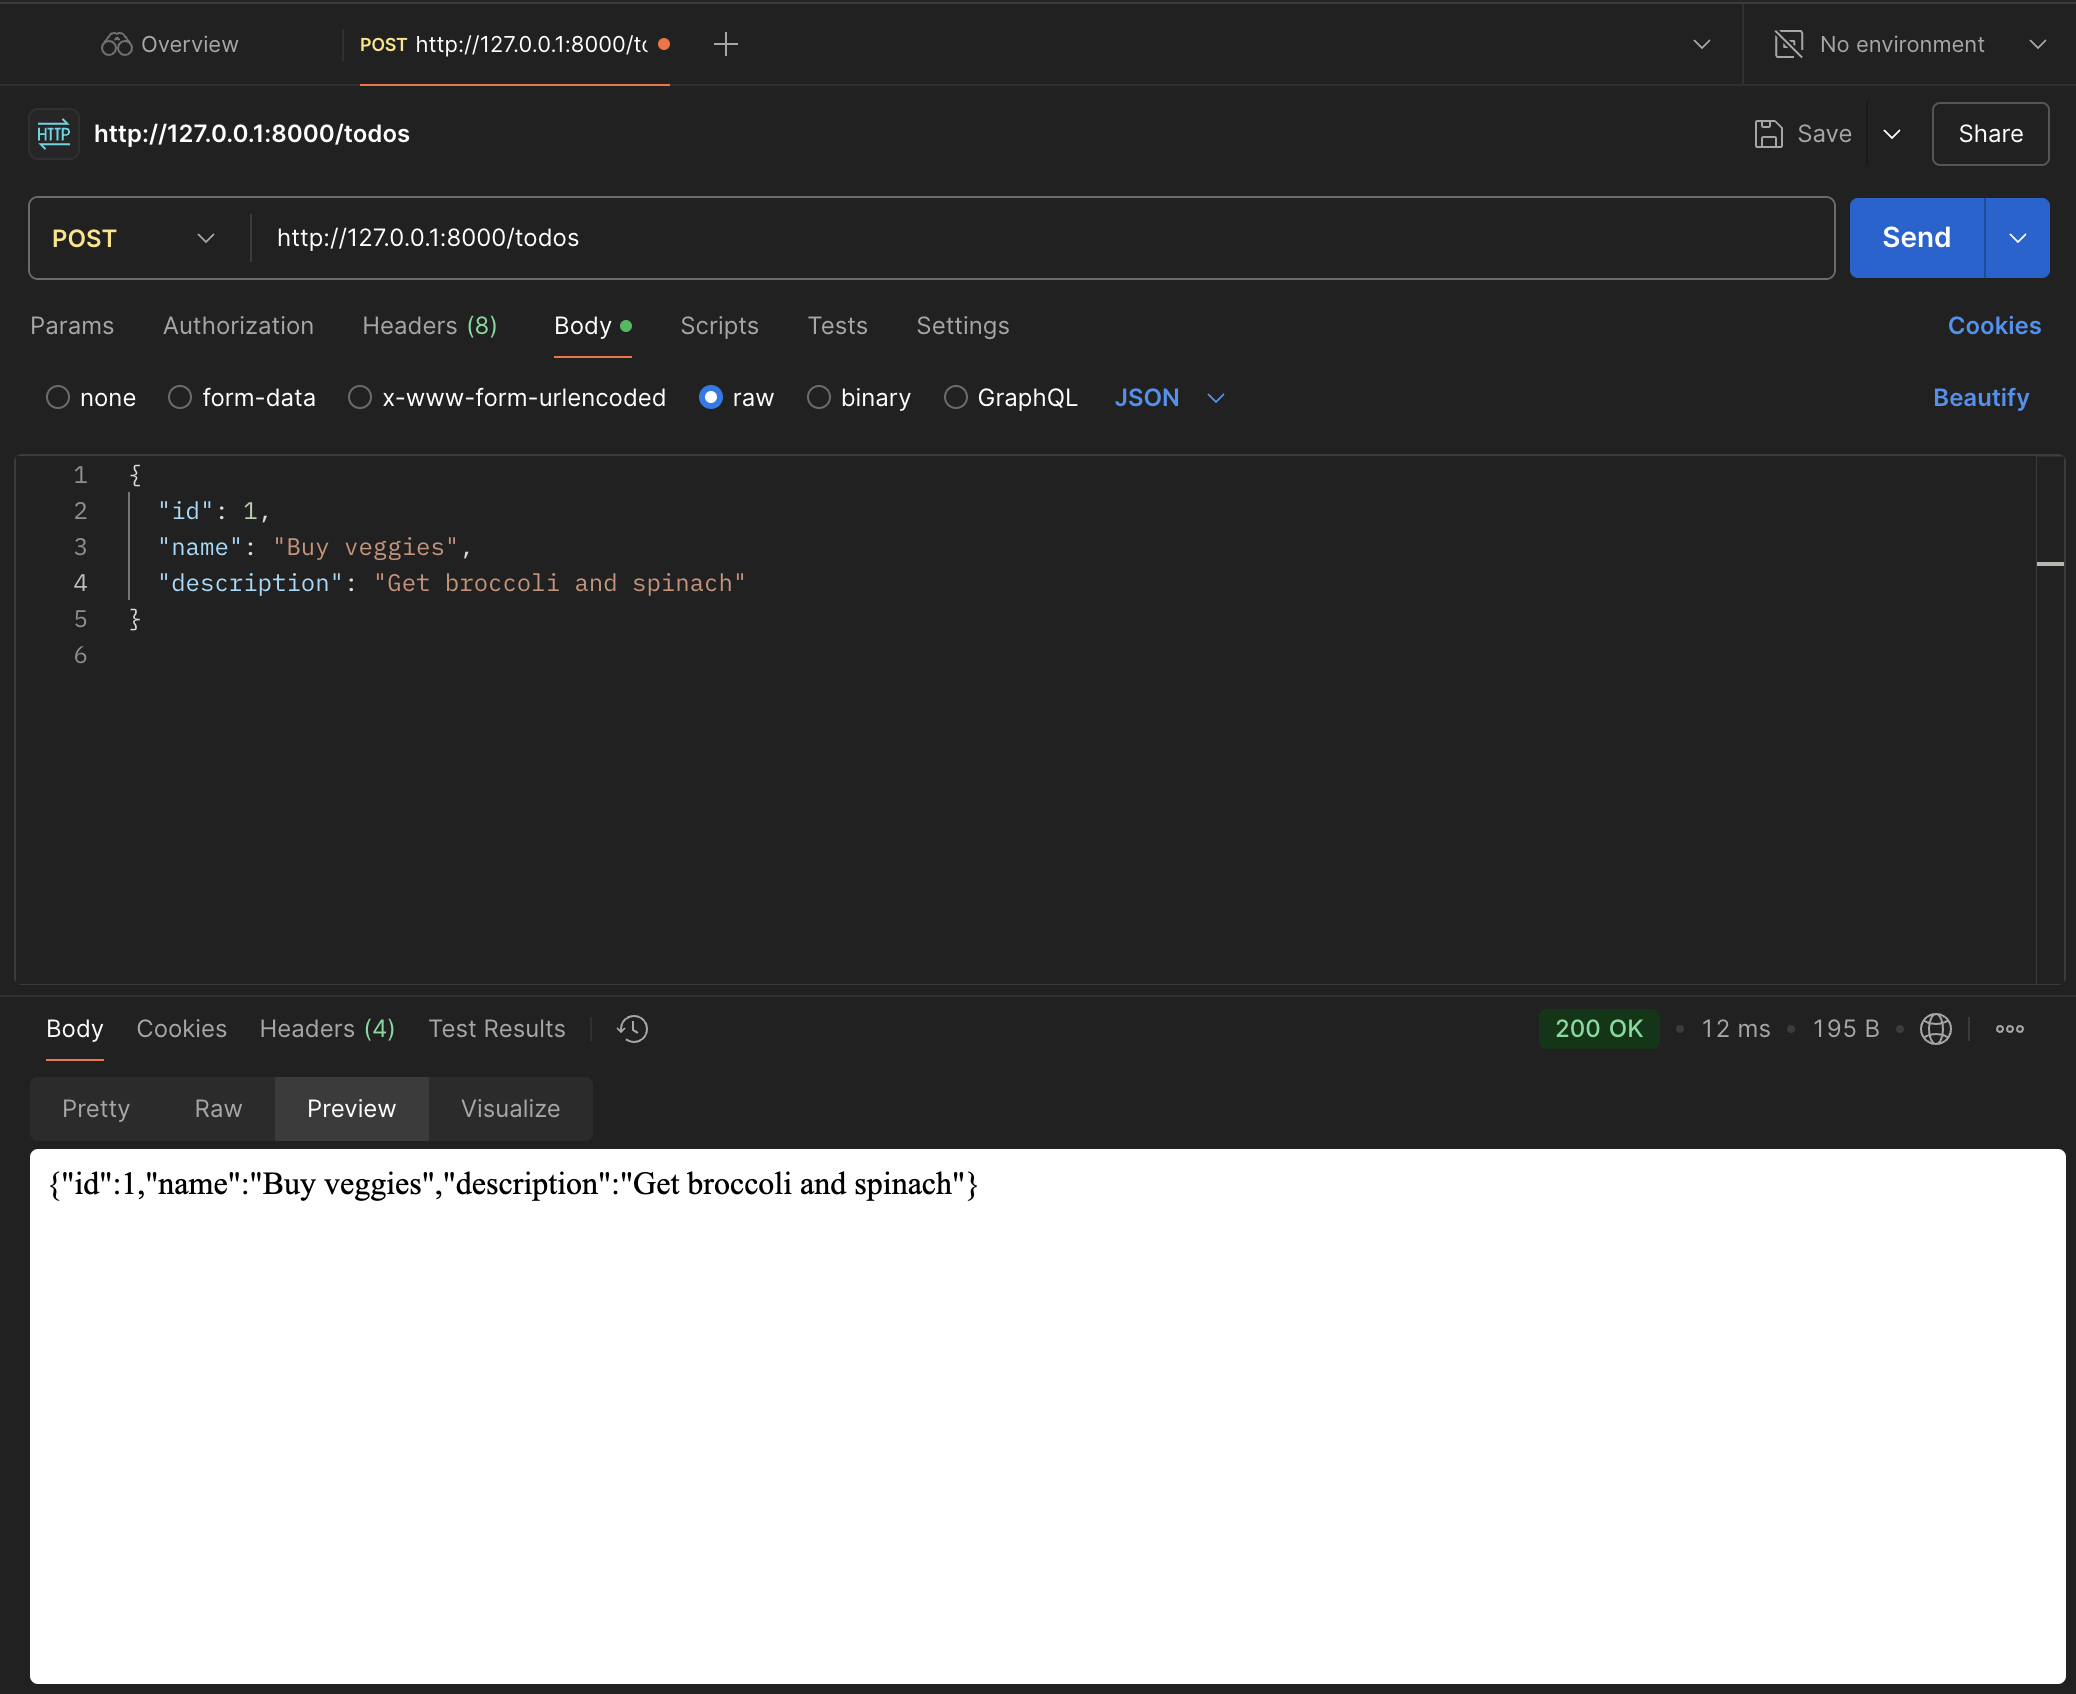 Overview
POST http://127.0.0.1:8000/to
No environment
HTTP
http://127.0.0.1:8000/todos
Save
Share
POST
http://127.0.0.1:8000/todos
Send
Params Authorization Headers (8) Body Scripts Tests Settings Cookies
none form-data x-www-form-urlencoded raw binary GraphQL JSON Beautify
1 {
2 "id": 1,
3 "name": "Buy veggies",
4 "description": "Get broccoli and spinach"
5 }
6
Body Cookies Headers (4) Test Results 200 OK • 12 ms • 195 B •
Pretty Raw Preview Visualize
{"id":1,"name":"Buy veggies","description":"Get broccoli and spinach"}